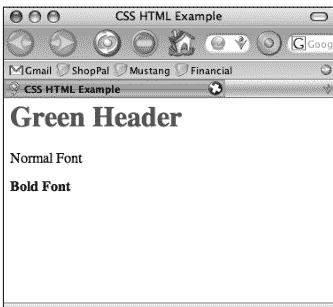 CSS HTML Example
G Goog
Gmail ShopPal Mustang Financial
CSS HTML Example
Green Header
Normal Font
Bold Font